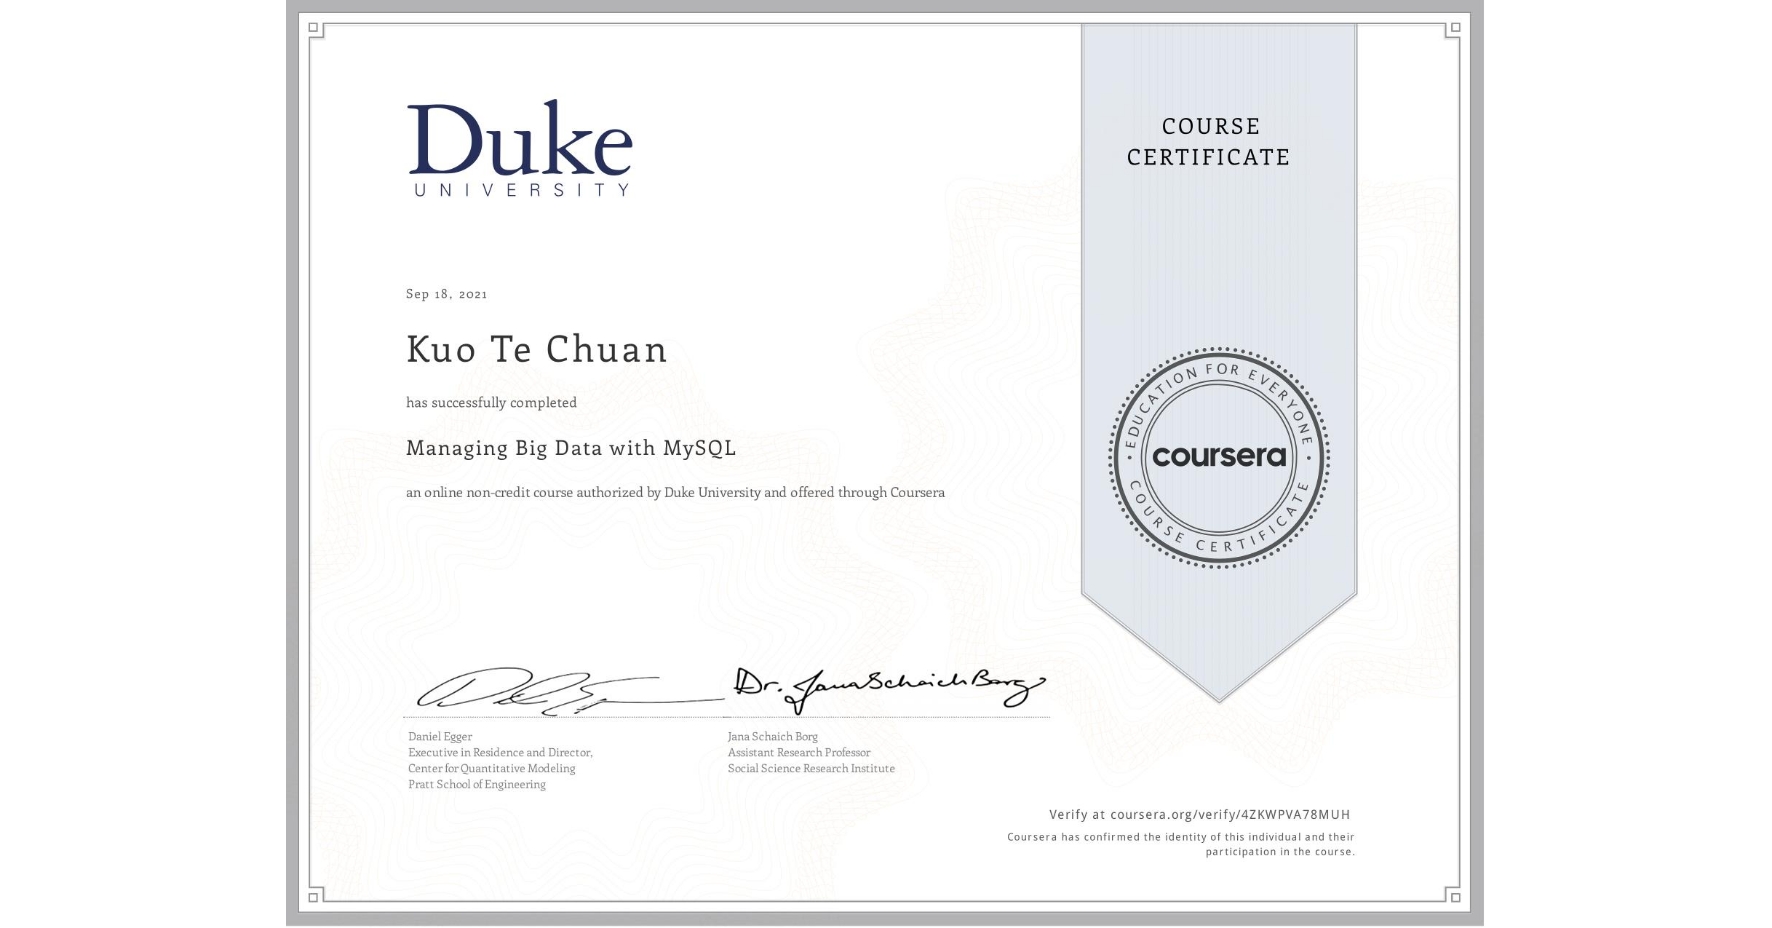 Duke
UNIVERSITY
COURSE
CERTIFICATE
Sep 18, 2021
Kuo Te Chuan
has successfully completed
Managing Big Data with MySQL
an online non-credit course authorized by Duke University and offered through Coursera
EDUCATION FOR EVERYONE
coursera
COURSE CERTIFICATE
Dr. Jana Schaich Borg
Daniel Egger
Executive in Residence and Director,
Center for Quantitative Modeling
Pratt School of Engineering
Jana Schaich Borg
Assistant Research Professor
Social Science Research Institute
Verify at coursera.org/verify/4ZKWPVA78MUH
Coursera has confirmed the identity of this individual and their
participation in the course.